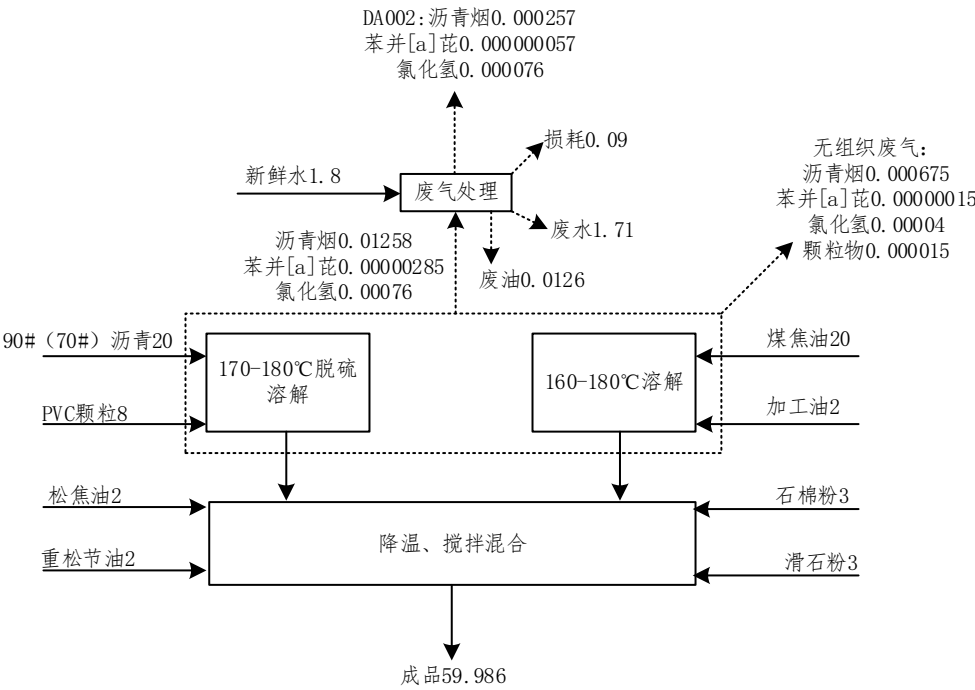 DA002:沥青烟0.000257
苯并[a]芘0.000000057
氯化氢0.000076
损耗0.09
无组织废气:
沥青烟0.000675
苯并[a]芘0.00000015
氯化氢0.00004
颗粒物0.000015
新鲜水1.8
废气处理
废水1.71
废油0.0126
沥青烟0.01258
苯并[a]芘0.00000285
氯化氢0.00076
90#（70#）沥青20
170-180℃脱硫
溶解
PVC颗粒8
160-180℃溶解
煤焦油20
加工油2
松焦油2
重松节油2
降温、搅拌混合
石棉粉3
滑石粉3
成品59.986